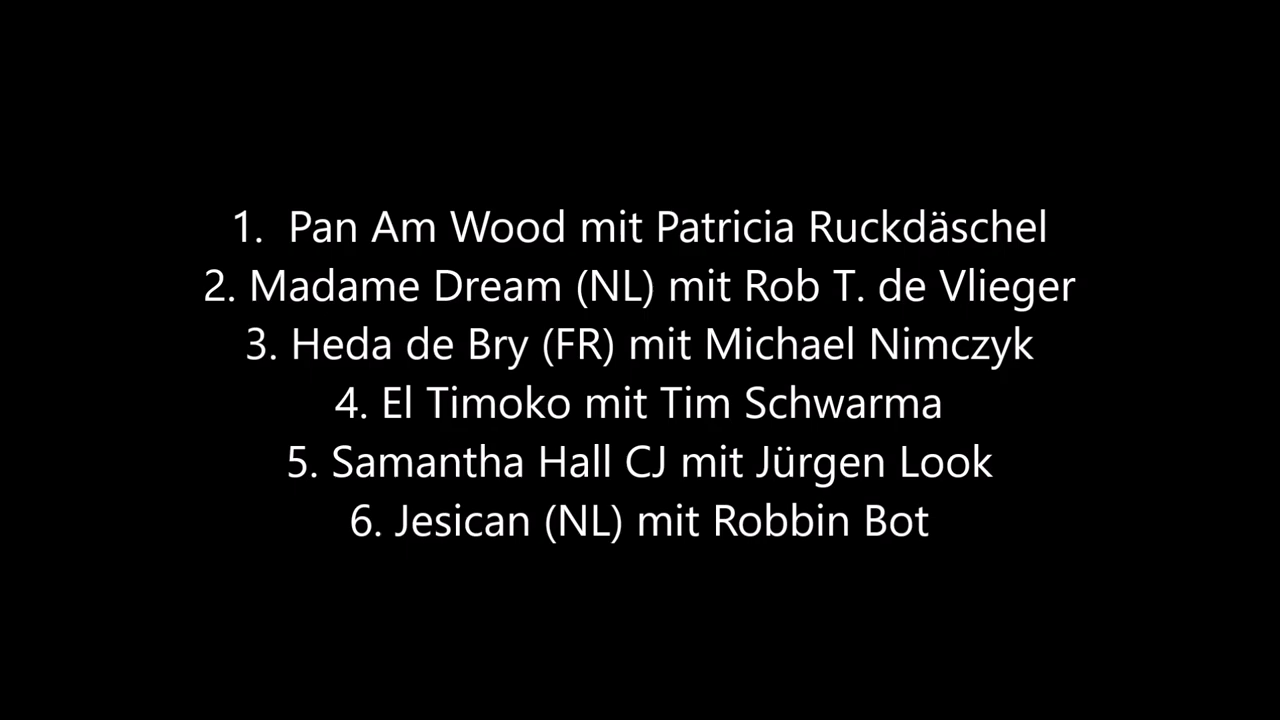 1.  Pan Am Wood mit Patricia Ruckdäschel
2. Madame Dream (NL) mit Rob T. de Vlieger
3. Heda de Bry (FR) mit Michael Nimczyk
4. El Timoko mit Tim Schwarma
5. Samantha Hall CJ mit Jürgen Look
6. Jesican (NL) mit Robbin Bot